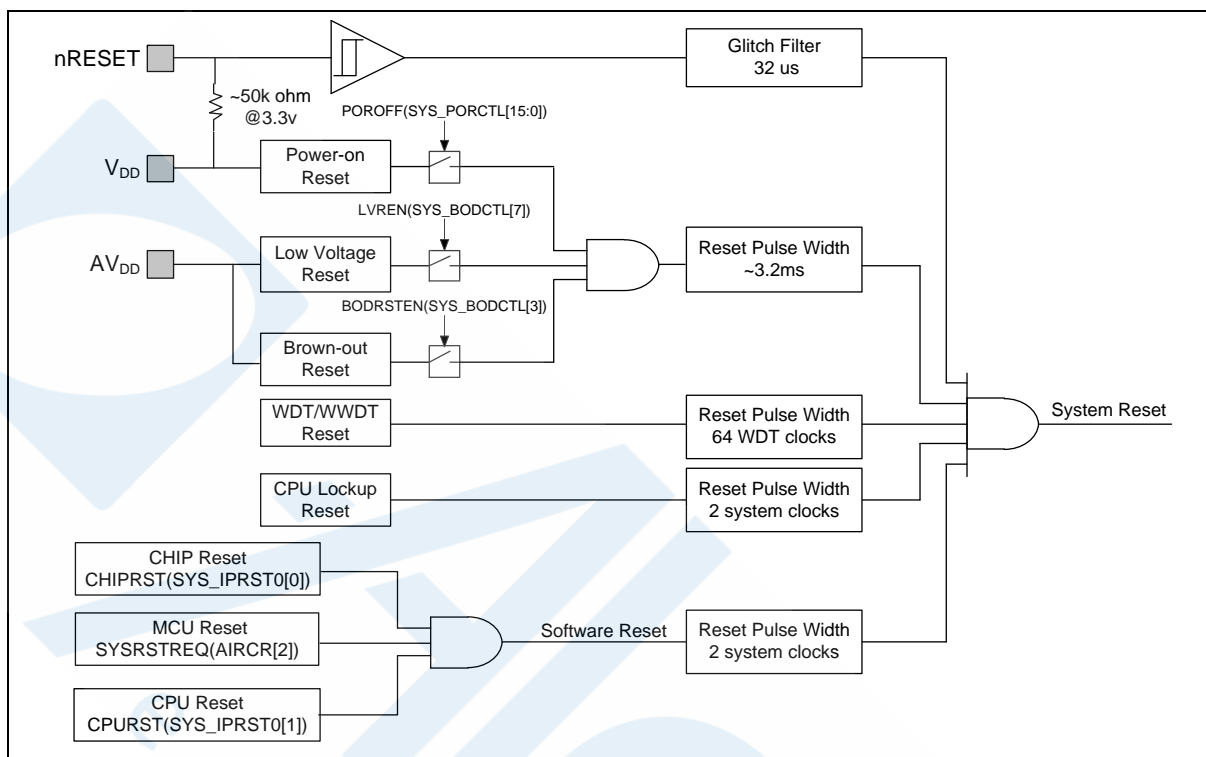 nRESET
~50k ohm
@3.3v
Glitch Filter
32 us
POROFF(SYS_PORCTL[15:0])
VDD
Power-on
Reset
LVREN(SYS_BODCTL[7])
AVDD
Low Voltage
Reset
Reset Pulse Width
~3.2ms
BODRSTEN(SYS_BODCTL[3])
Brown-out
Reset
WDT/WWDT
Reset
Reset Pulse Width
64 WDT clocks
System Reset
CPU Lockup
Reset
Reset Pulse Width
2 system clocks
CHIP Reset
CHIPRST(SYS_IPRST0[0])
MCU Reset
SYSRSTREQ(AIRCR[2])
Software Reset
Reset Pulse Width
2 system clocks
CPU Reset
CPURST(SYS_IPRST0[1])